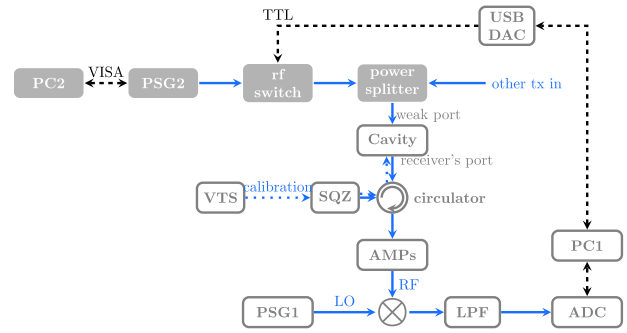 TTL
USB
DAC
PC2
VISA
PSG2
rf
switch
power
splitter
other tx in
weak port
Cavity
receiver's port
VTS
calibration
SQZ
circulator
AMPs
PC1
RF
PSG1
LO
LPF
ADC